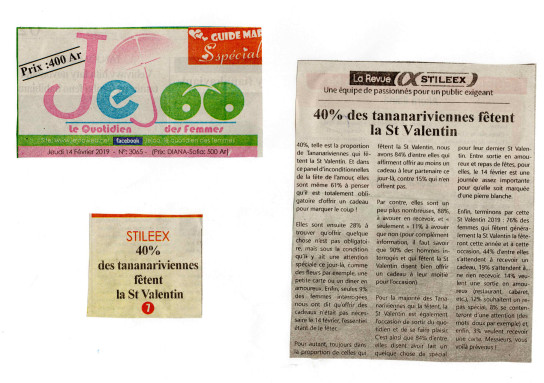 GUIDE
Spécial
Prix : 400 Ar
Jejoo
Le Quotidien des Femmes
facebook
Jeudi 14 Février 2019 - N°: 3065 - (Prix: DIANA-Sofia: 500 Ar)
STILEEX
40%
des tananariviennes
fêtent
la St Valentin
7
La Revue STILEEX
Une équipe de passionnés pour un public exigeant
40% des tananariviennes fêtent
la St Valentin
40%, telle est la proportion
de Tananariviennes qui fê-
tent la St Valentin. Et dans
ce panel d'inconditionnelles
de la fête de l'amour, elles
sont même 61% à penser
qu'il est totalement obli-
gatoire d'offrir un cadeau
pour marquer le coup !
Elles sont ensuite 28% à
trouver qu'offrir quelque
chose n'est pas obligatoi-
re, mais sous la condition
qu'il y ait une attention
spéciale ce jour-là, comme
des fleurs par exemple, une
petite carte ou un dîner en
amoureux. Enfin, seules 9%
des femmes interrogées
nous ont dit qu'offrir des
cadeaux n'était pas néces-
saire le 14 février, l'essentiel
étant de le fêter.
Pour autant, toujours dans
la proportion de celles qui
fêtent la St Valentin, nous
avons 84% d'entre elles qui
affirment offrir au moins un
cadeau à leur partenaire ce
jour-là, contre 15% qui n'en
offrent pas.
Par contre, elles sont un
peu plus nombreuses, 88%
à avouer en recevoir, et «
seulement » 11% à avouer
que non (pour complément
information, il faut savoir
que 90% des hommes in-
terrogés et qui fêtent la St
Valentin disent bien offrir
un cadeau à leur moitié
pour l'occasion).
Pour la majorité des Tana-
nariviennes qui la fêtent, la
St Valentin est également
l'occasion de sortir du quoti-
dien et de se faire plaisir.
C'est ainsi que 84% d'entre
elles disent avoir fait un
quelque chose de spécial
pour leur dernier St Valen-
tin. Entre sortie en amou-
reux et repas de fêtes, pour
elles, le 14 février est une
journée assez importante
pour qu'elle soit marquée
d'une pierre blanche.
Enfin, terminons par cette
St Valentin 2019 : 76% des
femmes qui fêtent généra-
lement la St Valentin la fête-
ront cette année et à cette
occasion, 44% d'entre elles
s'attendent à recevoir un
cadeau, 19% s'attendent à
ne rien recevoir, 14% veu-
lent une sortie en amou-
reux (restaurant, cabaret,
etc.), 12% souhaitent un re-
pas spécial, 8% se conten-
teront d'une attention (des
mots doux par exemple) et
enfin, 3% veulent recevoir
une carte. Messieurs, vous
voilà prévenus !